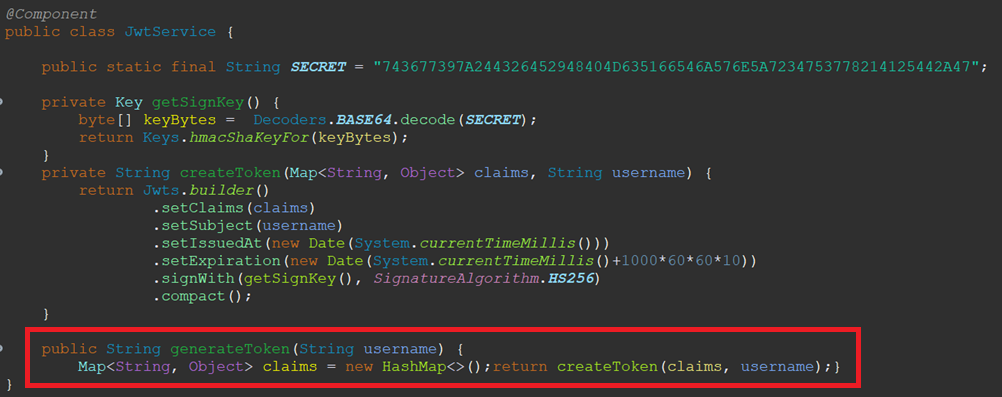 @Component
public class JwtService {
public static final String SECRET = "743677397A244326452948404D635166546A576E5A7234753778214125442A47";
private Key getSignKey() {
byte[] keyBytes =  Decoders.BASE64.decode(SECRET);
return Keys.hmacShaKeyFor(keyBytes);
}
private String createToken(Map<String, Object> claims, String username) {
return Jwts.builder()
.setClaims(claims)
.setSubject(username)
.setIssuedAt(new Date(System.currentTimeMillis()))
.setExpiration(new Date(System.currentTimeMillis()+1000*60*60*10))
.signWith(getSignKey(), SignatureAlgorithm.HS256)
.compact();
}
public String generateToken(String username) {
Map<String, Object> claims = new HashMap<>();return createToken(claims, username);}
}